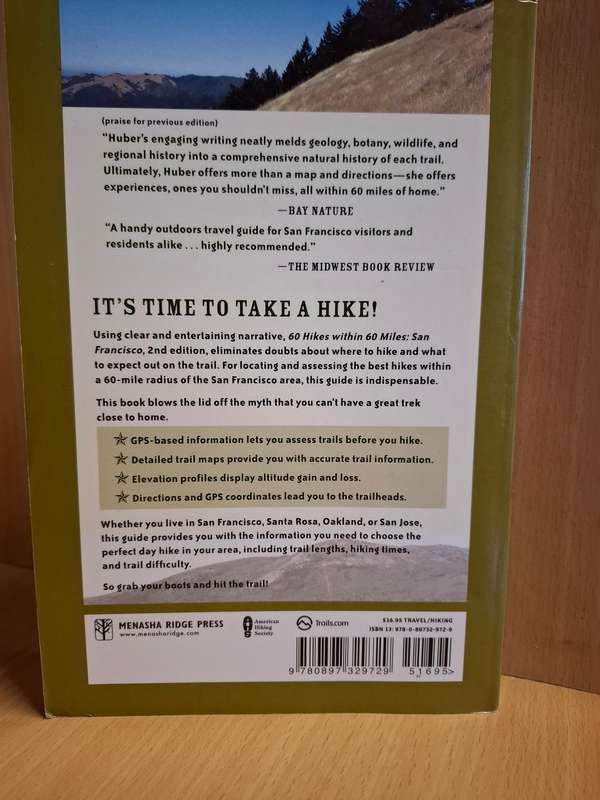 (praise for previous edition)
“Huber’s engaging writing neatly melds geology, botany, wildlife, and
regional history into a comprehensive natural history of each trail.
Ultimately, Huber offers more than a map and directions—she offers
experiences, ones you shouldn’t miss, all within 60 miles of home.”
—BAY NATURE
“A handy outdoors travel guide for San Francisco visitors and
residents alike . . . highly recommended.”
—THE MIDWEST BOOK REVIEW
IT’S TIME TO TAKE A HIKE!
Using clear and entertaining narrative, 60 Hikes within 60 Miles: San
Francisco, 2nd edition, eliminates doubts about where to hike and what
to expect out on the trail. For locating and assessing the best hikes within
a 60-mile radius of the San Francisco area, this guide is indispensable.
This book blows the lid off the myth that you can’t have a great trek
close to home.
GPS-based information lets you assess trails before you hike.
Detailed trail maps provide you with accurate trail information.
Elevation profiles display altitude gain and loss.
Directions and GPS coordinates lead you to the trailheads.
Whether you live in San Francisco, Santa Rosa, Oakland, or San Jose,
this guide provides you with the information you need to choose the
perfect day hike in your area, including trail lengths, hiking times,
and trail difficulty.
So grab your boots and hit the trail!
MENASHA RIDGE PRESS
www.menasharidge.com
American
Hiking
Society
Trails.com
$16.95 TRAVEL/HIKING
ISBN 13: 978-0-89732-972-9
9 780897 329729
51695>